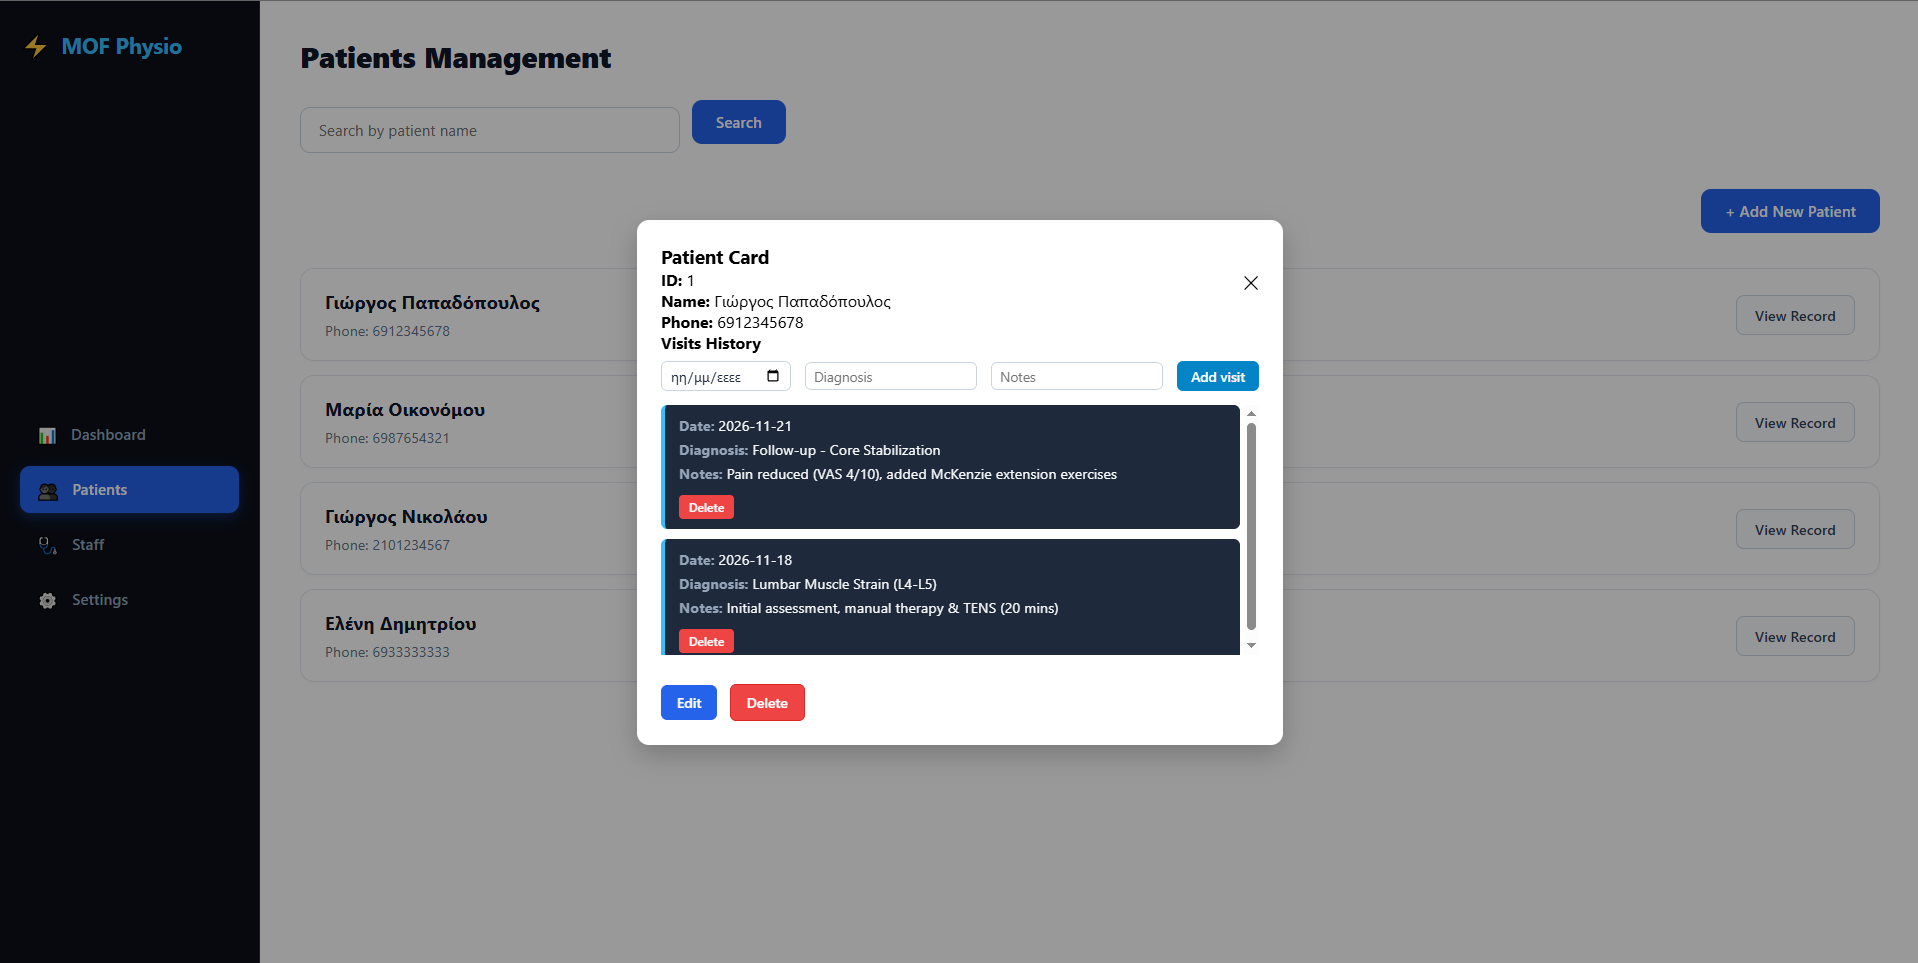 MOF Physio
Dashboard
Patients
Staff
Settings
Patients Management
Search by patient name
Search
+ Add New Patient
Γιώργος Παπαδόπουλος
Phone: 6912345678
View Record
Μαρία Οικονόμου
Phone: 6987654321
View Record
Γιώργος Νικολάου
Phone: 2101234567
View Record
Ελένη Δημητρίου
Phone: 6933333333
View Record
Patient Card
ID: 1
Name: Γιώργος Παπαδόπουλος
Phone: 6912345678
Visits History
ηη/μμ/εεεε
Diagnosis
Notes
Add visit
Date: 2026-11-21
Diagnosis: Follow-up - Core Stabilization
Notes: Pain reduced (VAS 4/10), added McKenzie extension exercises
Delete
Date: 2026-11-18
Diagnosis: Lumbar Muscle Strain (L4-L5)
Notes: Initial assessment, manual therapy & TENS (20 mins)
Delete
Edit
Delete